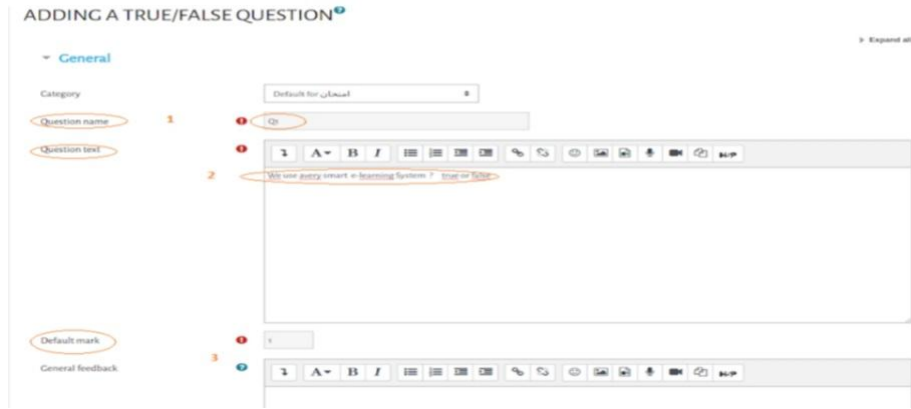 ADDING A TRUE/FALSE QUESTION
Expand all
General
Category
Default for امتحان
Question name
1
Q1
Question text
2
We use avery smart e-learning System ? true or false
Default mark
1
3
General feedback
H-P